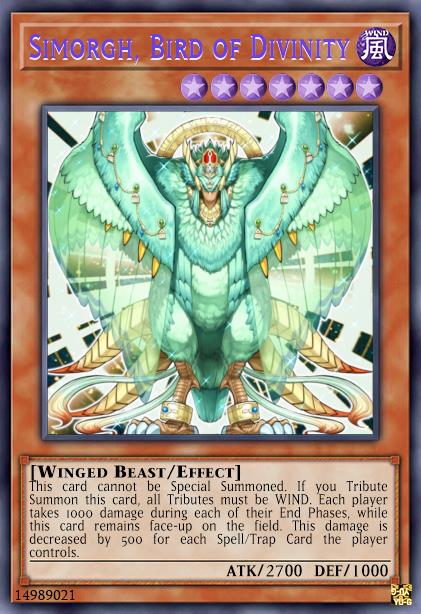 Simorgh, Bird of Divinity
WIND
風
[Winged Beast/Effect]
This card cannot be Special Summoned. If you Tribute
Summon this card, all Tributes must be WIND. Each player
takes 1000 damage during each of their End Phases, while
this card remains face-up on the field. This damage is
decreased by 500 for each Spell/Trap Card the player
controls.
ATK/2700 DEF/1000
14989021